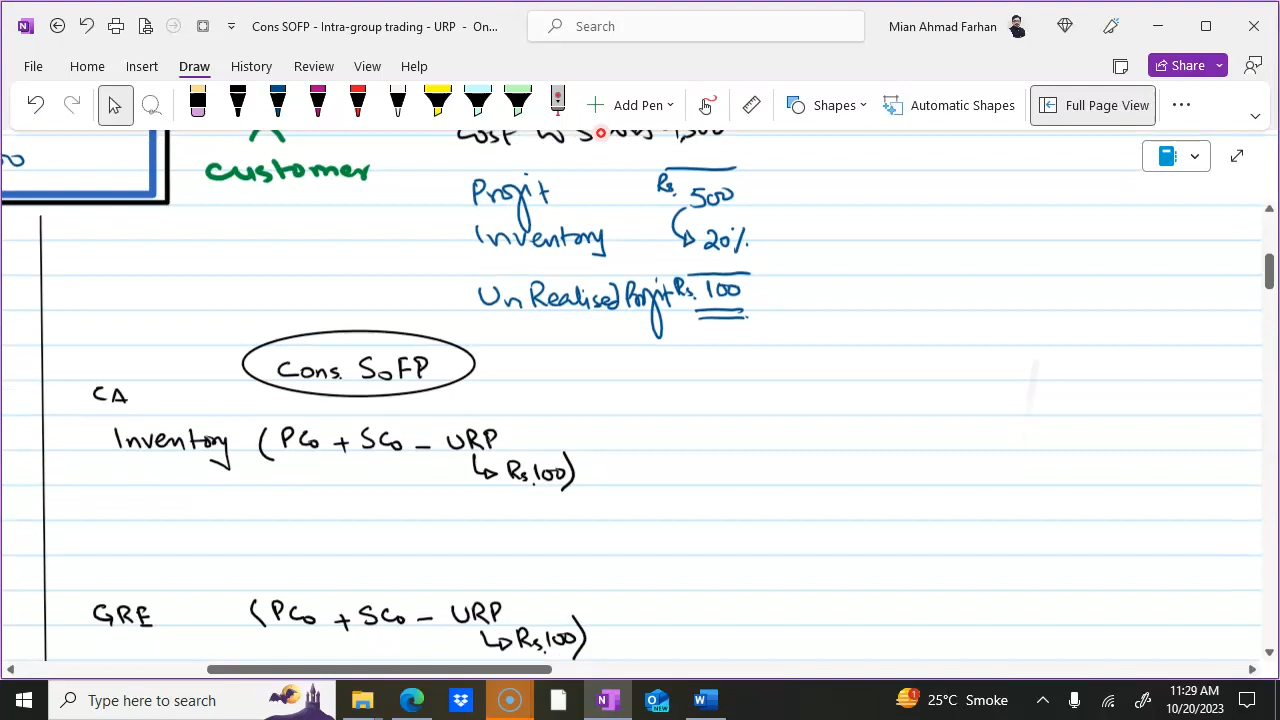 Cons SOFP - Intra-group trading - URP - On...
Search
Mian Ahmad Farhan
File Home Insert Draw History Review View Help
Share
Add Pen
Shapes
Automatic Shapes
Full Page View
customer
Profit Rs. 500
Inventory 20%
UnRealised Profit Rs. 100
Cons. SoFP
CA
Inventory (PCo + SCo - URP
Rs.100)
GRE (PCo + SCo - URP
Rs.100)
Type here to search
25°C Smoke
11:29 AM
10/20/2023
NEW